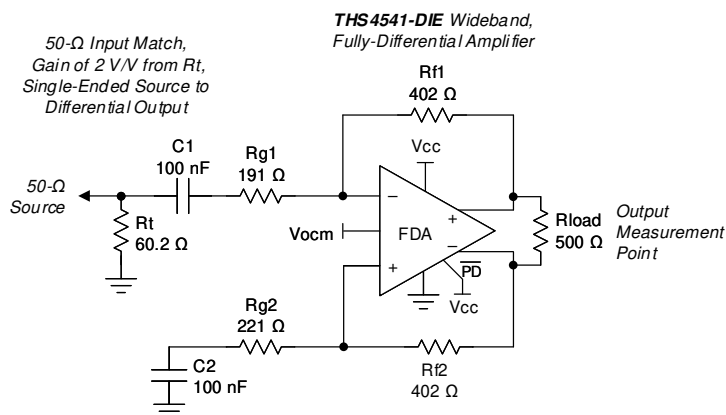 THS4541-DIE Wideband,
Fully-Differential Amplifier
50-Ω Input Match,
Gain of 2 V/V from Rt,
Single-Ended Source to
Differential Output
Rf1
402 Ω
C1
100 nF
Rg1
191 Ω
Vcc
50-Ω
Source
Rt
60.2 Ω
Vocm
−
+
FDA
+
−
PD
Vcc
Rload
500 Ω
Output
Measurement
Point
Rg2
221 Ω
C2
100 nF
Rf2
402 Ω